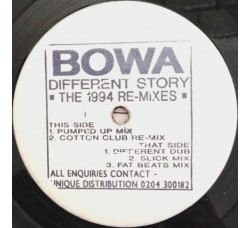 BOWA
DIFFERENT STORY
▪ THE 1994 RE-MIXES ▪
THIS SIDE
1. PUMPED UP MIX
2. COTTON CLUB RE-MIX
THAT SIDE
1. DIFFERENT DUB
2. SLICK MIX
3. FAT BEATS MIX
ALL ENQUIRIES CONTACT -
UNIQUE DISTRIBUTION 0204 300182